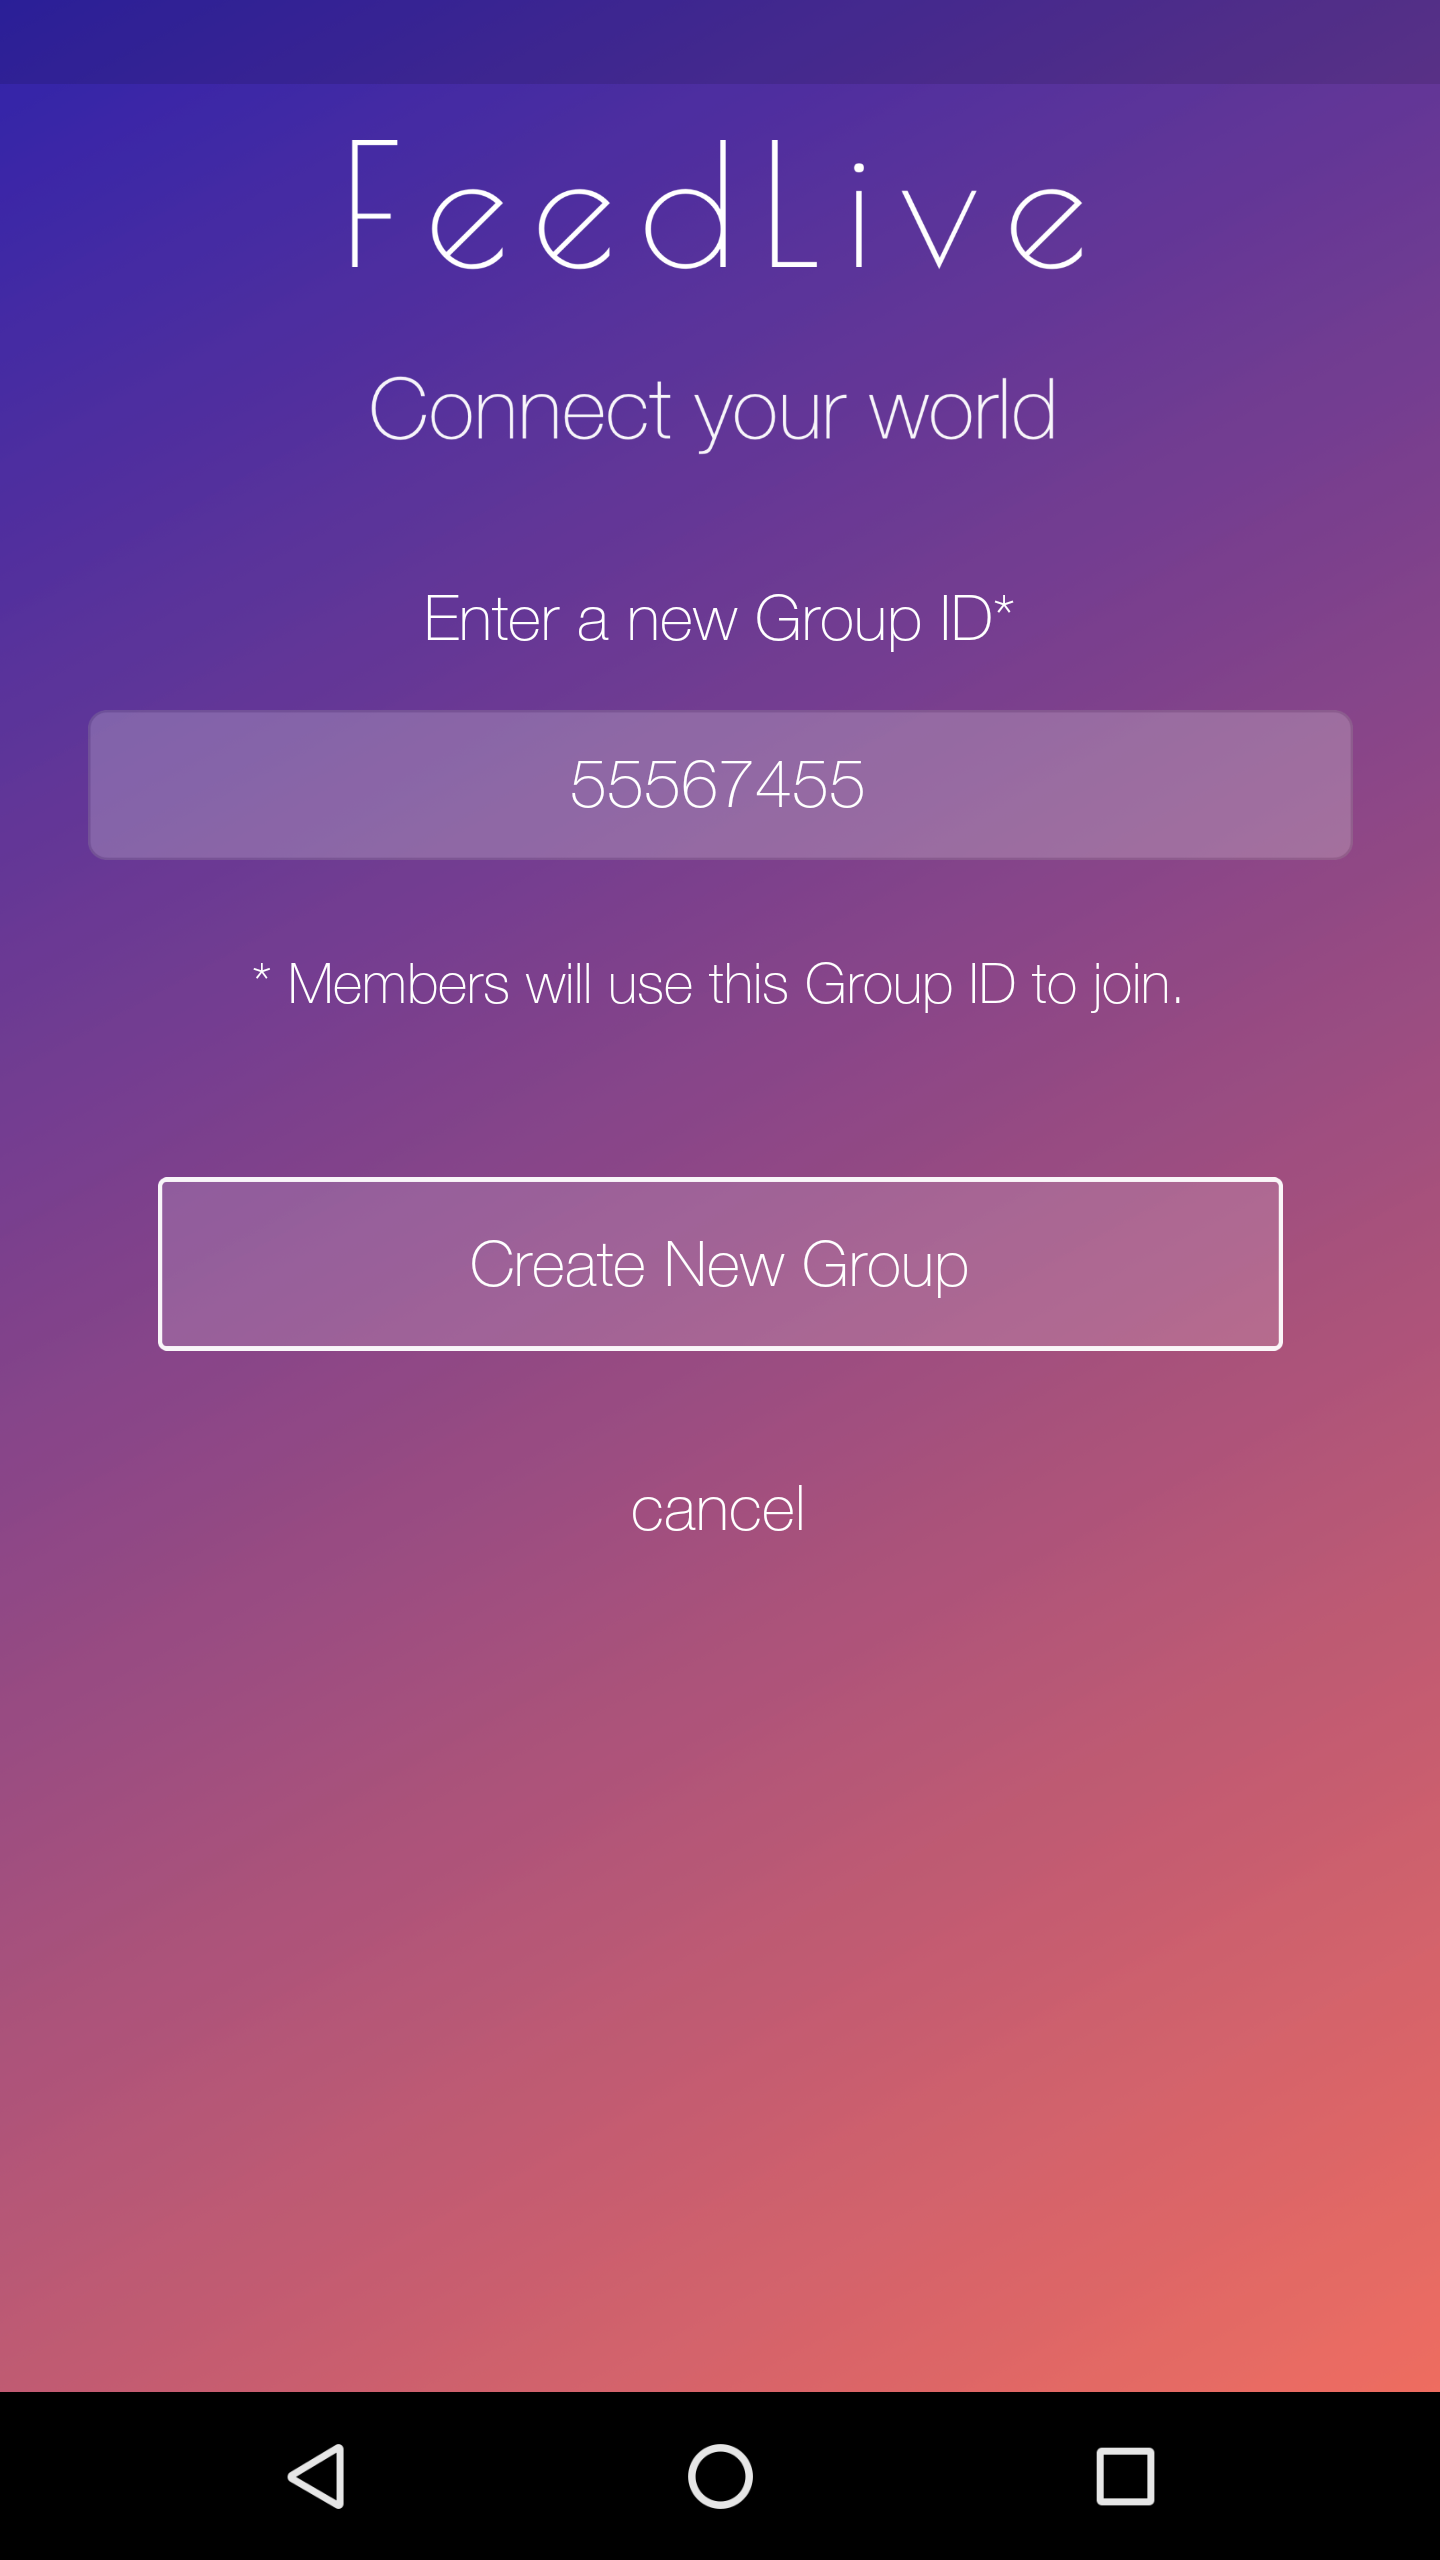 FeedLive
Connect your world
Enter a new Group ID*
55567455
* Members will use this Group ID to join.
Create New Group
cancel